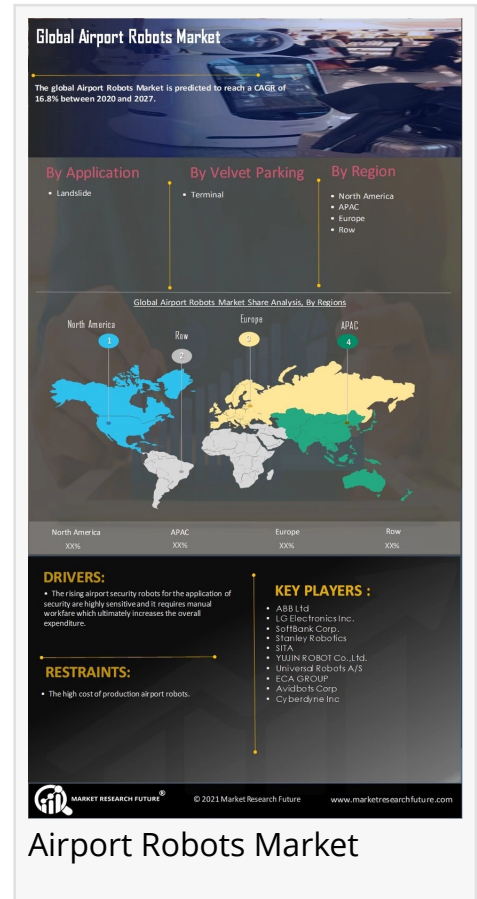 Global Airport Robots Market
The global Airport Robots Market is predicted to reach a CAGR of
16.8% between 2020 and 2027.
By Application
• Landslide
By Velvet Parking
• Terminal
By Region
• North America
• APAC
• Europe
• Row
Global Airport Robots Market Share Analysis, By Regions
North America
1
Row
2
Europe
3
APAC
4
North America
XX%
APAC
XX%
Europe
XX%
Row
XX%
DRIVERS:
• The rising airport security robots for the application of
security are highly sensitive and it requires manual
workfare which ultimately increases the overall
expenditure.
RESTRAINTS:
• The high cost of production airport robots.
KEY PLAYERS :
• ABB Ltd
• LG Electronics Inc.
• SoftBank Corp.
• Stanley Robotics
• SITA
• YUJIN ROBOT Co.,Ltd.
• Universal Robots A/S
• ECA GROUP
• Avidbots Corp
• Cyberdyne Inc
MARKET RESEARCH FUTURE®
© 2021 Market Research Future
www.marketresearchfuture.com
Airport Robots Market